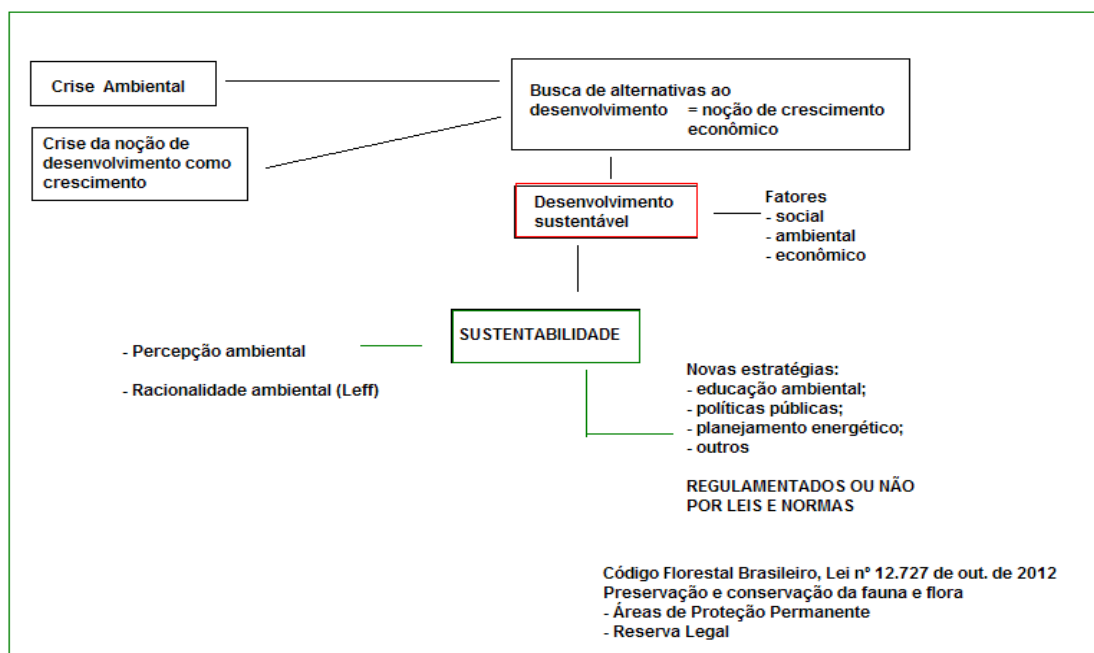 Crise Ambiental
Busca de alternativas ao
desenvolvimento = noção de crescimento
econômico
Crise da noção de
desenvolvimento como
crescimento
Desenvolvimento
sustentável
Fatores
- social
- ambiental
- econômico
SUSTENTABILIDADE
- Percepção ambiental
- Racionalidade ambiental (Leff)
Novas estratégias:
- educação ambiental;
- políticas públicas;
- planejamento energético;
- outros
REGULAMENTADOS OU NÃO
POR LEIS E NORMAS
Código Florestal Brasileiro, Lei nº 12.727 de out. de 2012
Preservação e conservação da fauna e flora
- Áreas de Proteção Permanente
- Reserva Legal